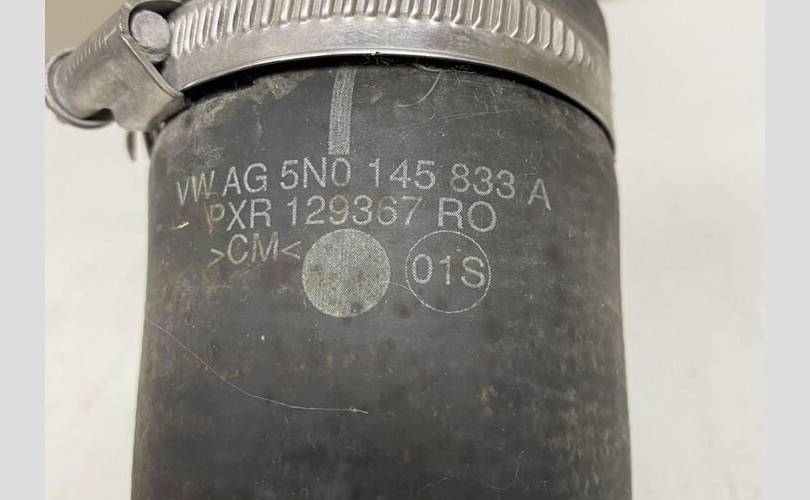 VW AG 5N0 145 833 A
PXR 129367 RO
>CM<
01S